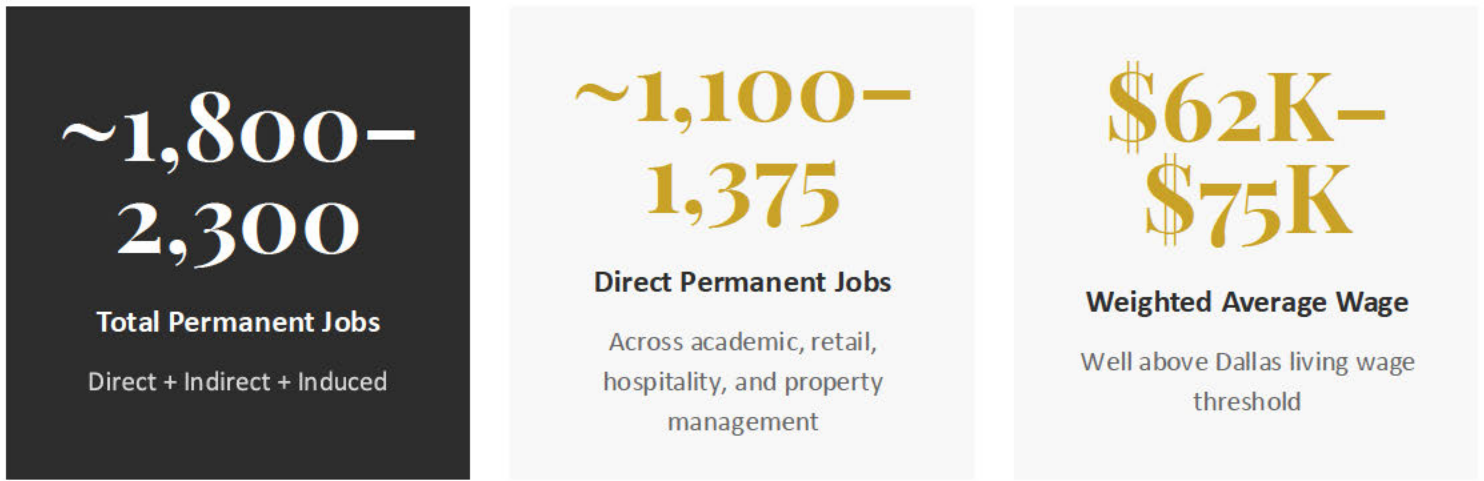 ~1,800–
2,300
Total Permanent Jobs
Direct + Indirect + Induced
~1,100–
1,375
Direct Permanent Jobs
Across academic, retail,
hospitality, and property
management
$62K–
$75K
Weighted Average Wage
Well above Dallas living wage
threshold